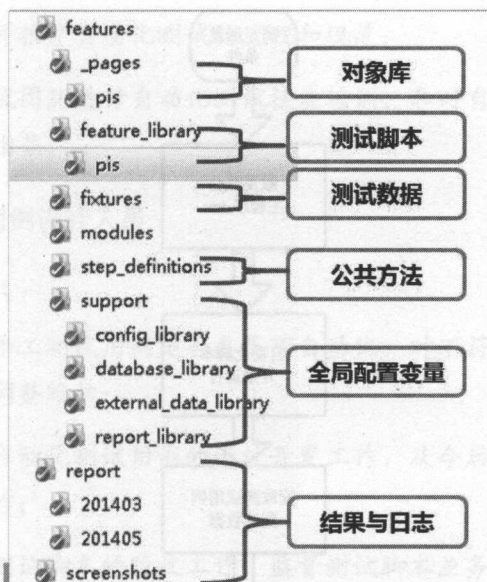 features
_pages
pis
feature_library
pis
fixtures
modules
step_definitions
support
config_library
database_library
external_data_library
report_library
report
201403
201405
screenshots
对象库
测试脚本
测试数据
公共方法
全局配置变量
结果与日志